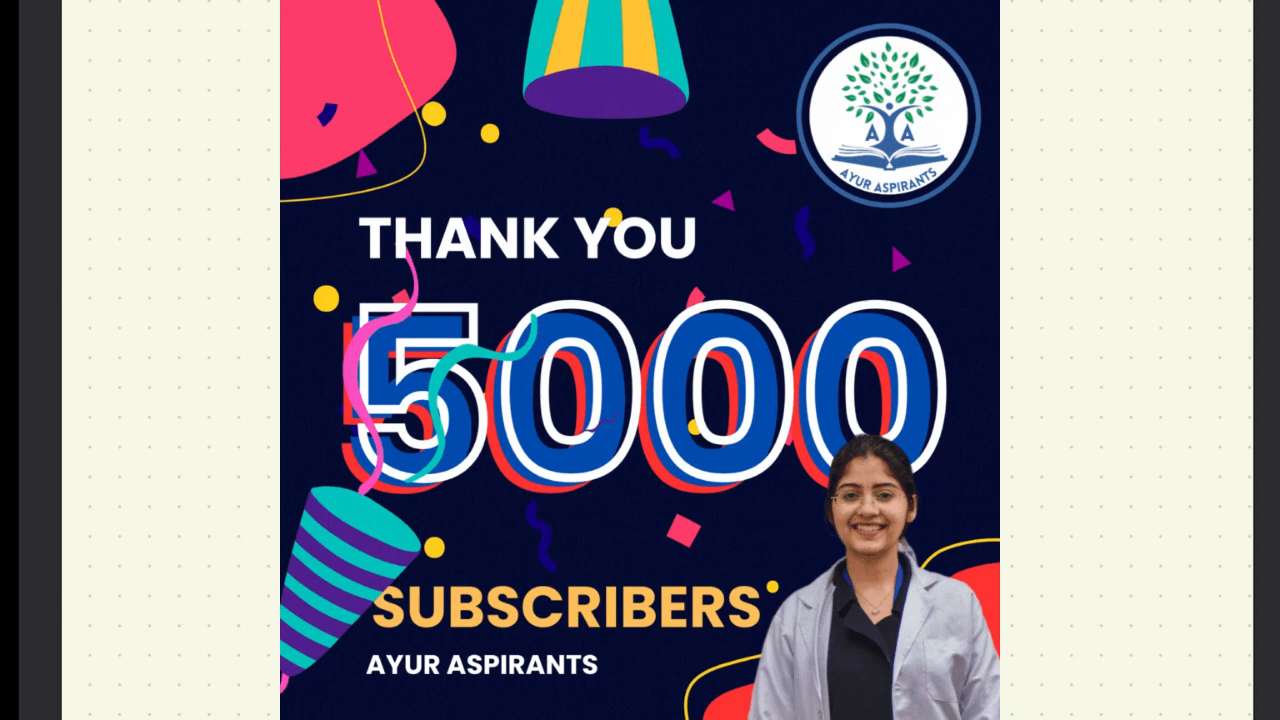 A A
AYUR ASPIRANTS
THANK YOU
5000
SUBSCRIBERS
AYUR ASPIRANTS